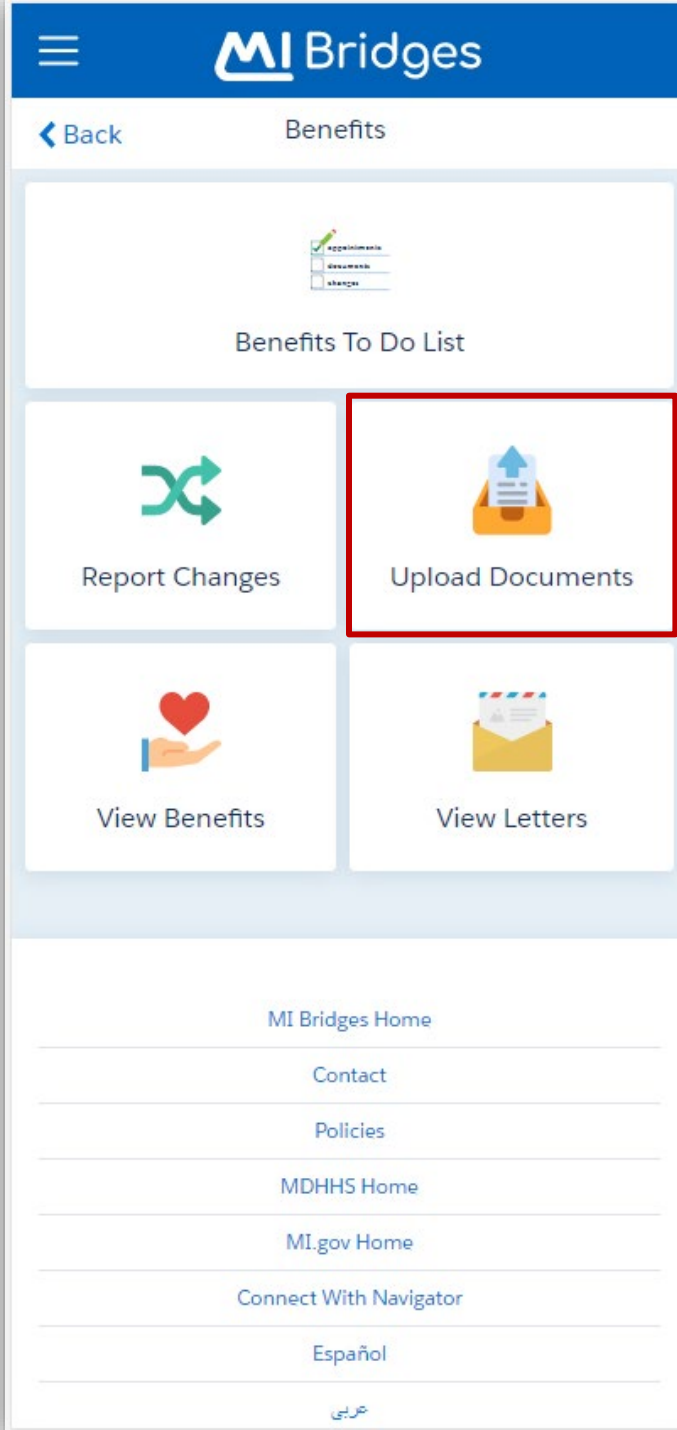 MI Bridges
Back Benefits
appointments
documents
changes
Benefits To Do List
Report Changes Upload Documents
View Benefits View Letters
MI Bridges Home
Contact
Policies
MDHHS Home
MI.gov Home
Connect With Navigator
Español
عربى